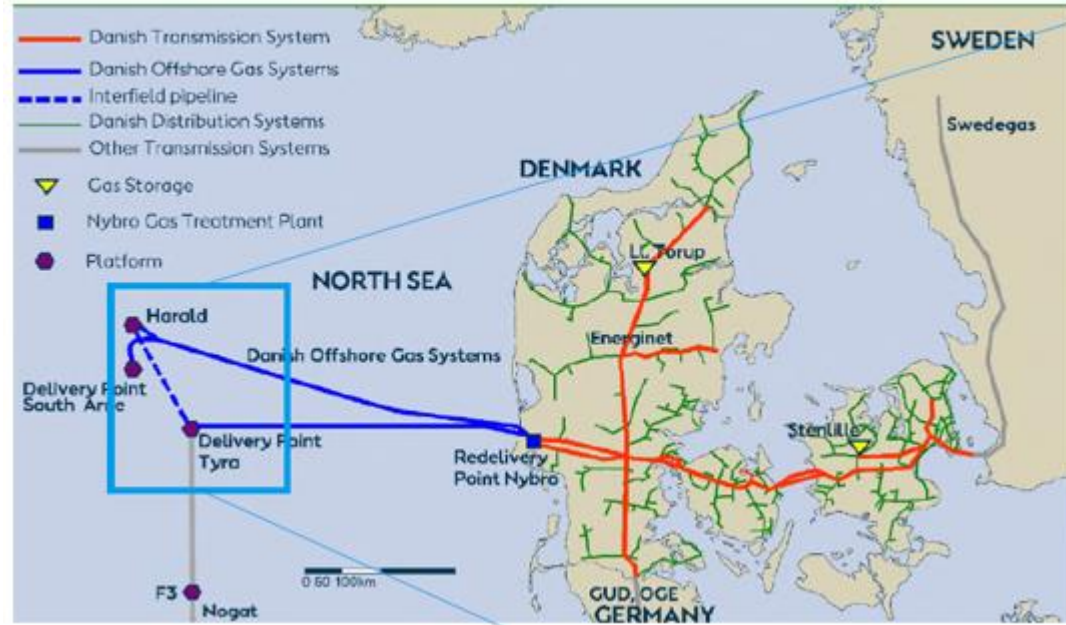 Danish Transmission System
Danish Offshore Gas Systems
Interfield pipeline
Danish Distribution Systems
Other Transmission Systems
Gas Storage
Nybro Gas Treatment Plant
Platform
SWEDEN
Swedegas
DENMARK
NORTH SEA
Ll. Torup
Harald
Energinet
Danish Offshore Gas Systems
Delivery Point
South Arne
Delivery Point
Tyra
Stenlille
Redelivery
Point Nybro
0 50 100km
F3
Nogat
GUD, OGE
GERMANY